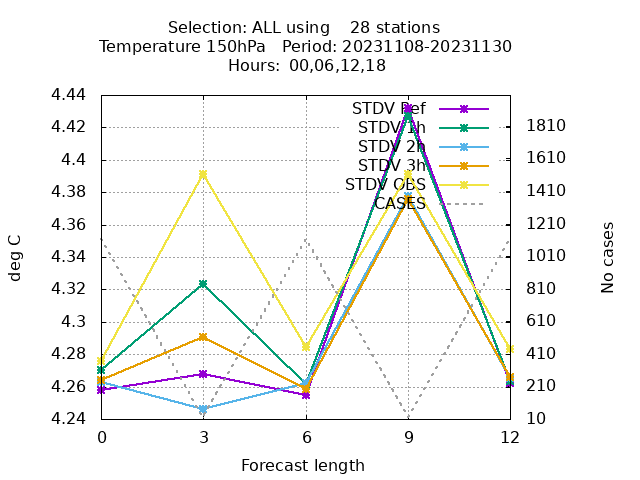 Selection: ALL using    28 stations
Temperature 150hPa   Period: 20231108-20231130
Hours: 00,06,12,18
STDV Ref
STDV 1h
STDV 2h
STDV 3h
STDV OBS
CASES
4.44
4.42
4.4
4.38
4.36
4.34
4.32
4.3
4.28
4.26
4.24
deg C
1810
1610
1410
1210
1010
810
610
410
210
10
No cases
0 3 6 9 12
Forecast length